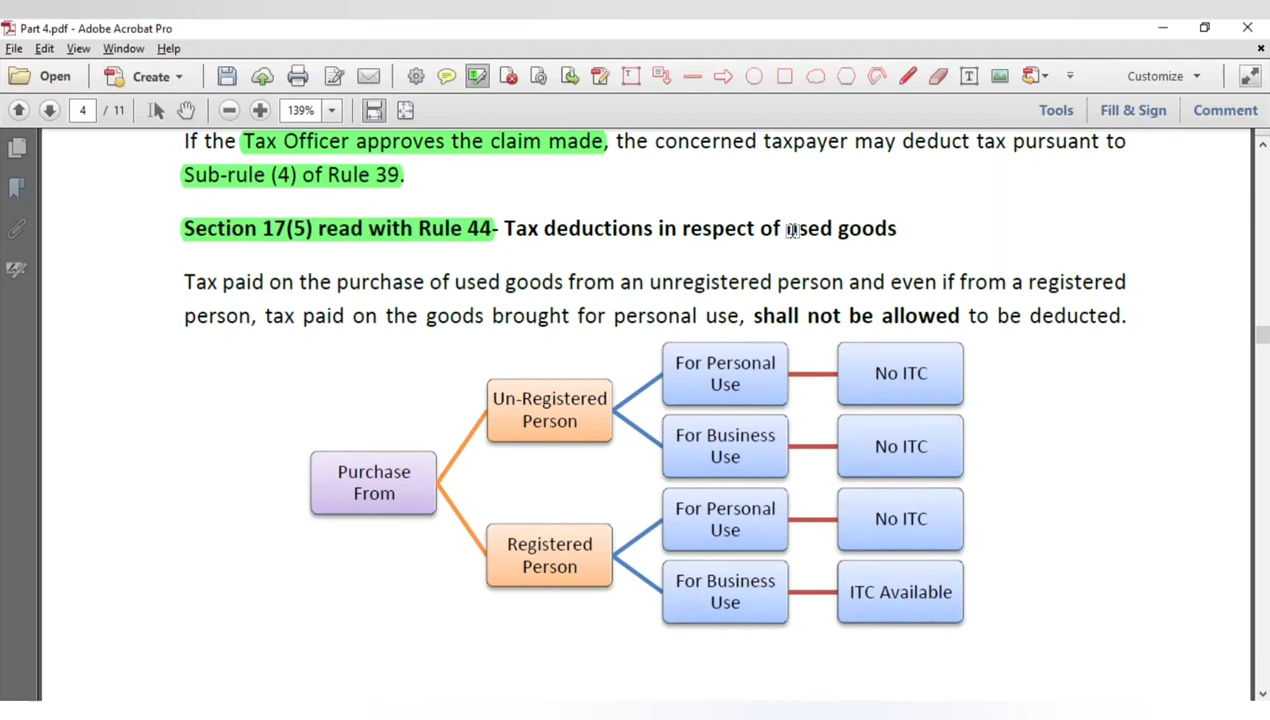 Part 4.pdf - Adobe Acrobat Pro
File Edit View Window Help
Open Create Customize
4 / 11 139% Tools Fill & Sign Comment
If the Tax Officer approves the claim made, the concerned taxpayer may deduct tax pursuant to
Sub-rule (4) of Rule 39.
Section 17(5) read with Rule 44- Tax deductions in respect of used goods
Tax paid on the purchase of used goods from an unregistered person and even if from a registered
person, tax paid on the goods brought for personal use, shall not be allowed to be deducted.
Purchase
From
Un-Registered
Person
For Personal
Use
No ITC
For Business
Use
No ITC
Registered
Person
For Personal
Use
No ITC
For Business
Use
ITC Available